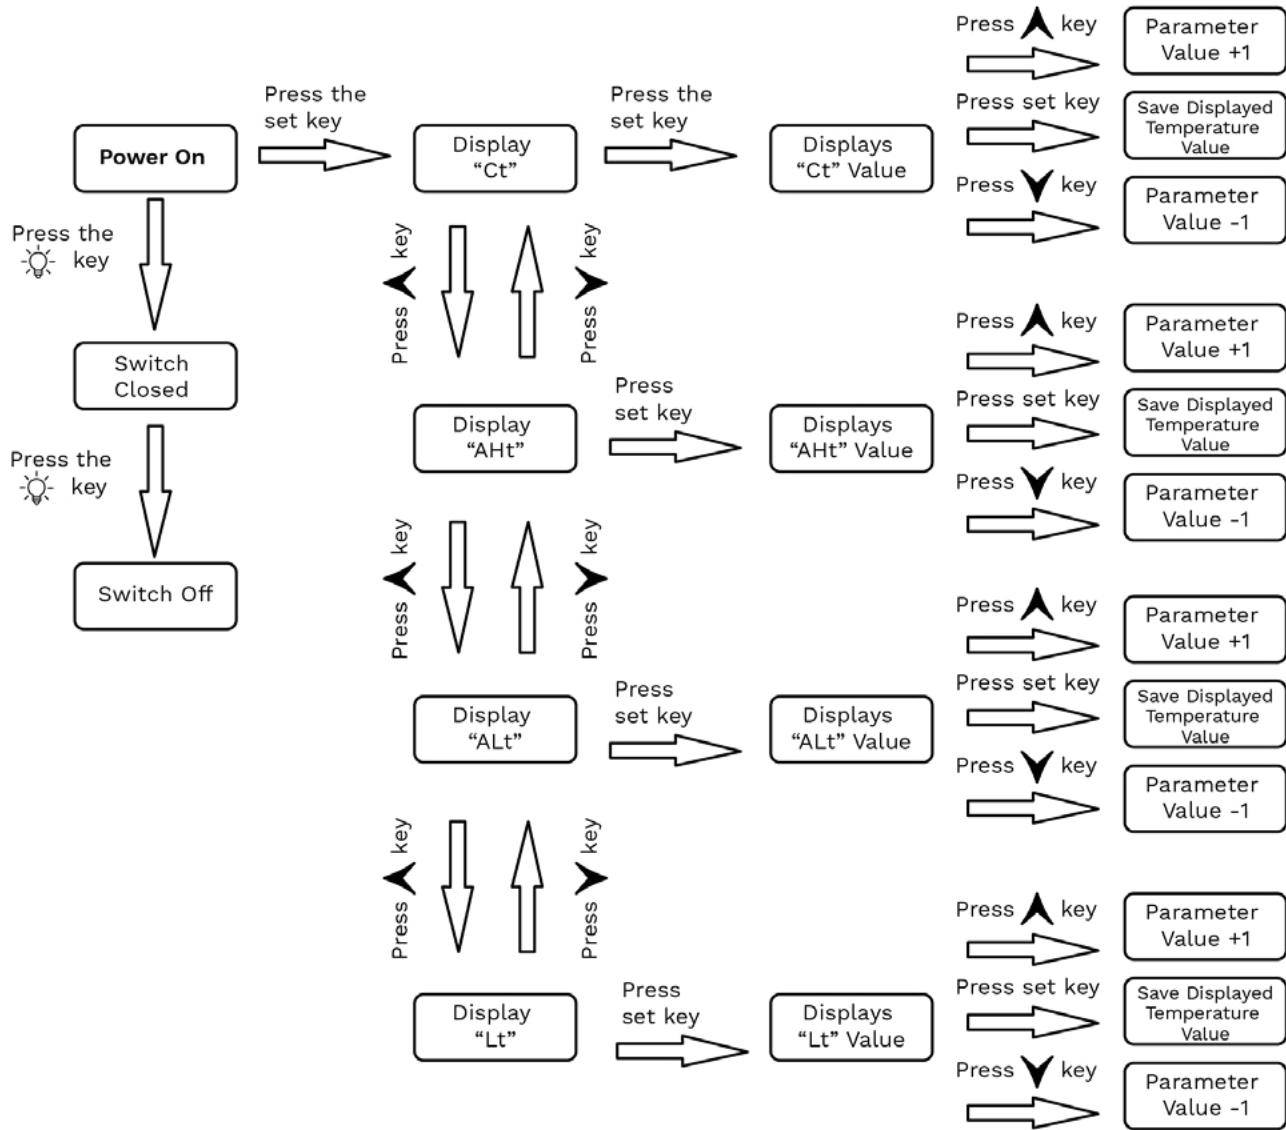 Press key
Parameter
Value +1
Press the
set key
Press the
set key
Press set key
Save Displayed
Temperature
Value
Power On
Display
“Ct”
Displays
“Ct” Value
Press key
Parameter
Value -1
Press the
key
Press key
Press key
Press key
Parameter
Value +1
Switch
Closed
Press
set key
Press set key
Save Displayed
Temperature
Value
Display
“AHt”
Displays
“AHt” Value
Press the
key
Press key
Parameter
Value -1
Press key
Press key
Switch Off
Press key
Parameter
Value +1
Press
set key
Press set key
Save Displayed
Temperature
Value
Display
“ALt”
Displays
“ALt” Value
Press key
Parameter
Value -1
Press key
Press key
Press key
Parameter
Value +1
Press
set key
Press set key
Save Displayed
Temperature
Value
Display
“Lt”
Displays
“Lt” Value
Press key
Parameter
Value -1